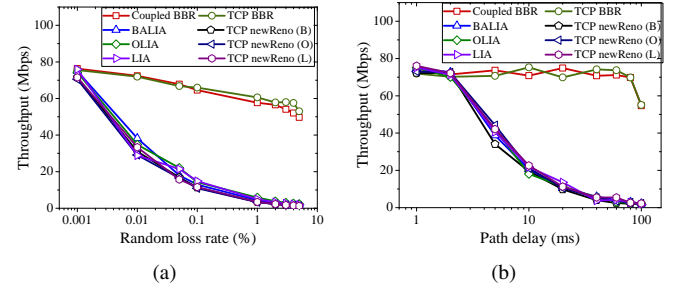 Throughput (Mbps)
100
80
60
40
20
0
Coupled BBR
TCP BBR
BALIA
TCP newReno (B)
OLIA
TCP newReno (O)
LIA
TCP newReno (L)
0.001
0.01
0.1
1
10
Random loss rate (%)
(a)
Throughput (Mbps)
100
80
60
40
20
0
Coupled BBR
TCP BBR
BALIA
TCP newReno (B)
OLIA
TCP newReno (O)
LIA
TCP newReno (L)
1
10
100
Path delay (ms)
(b)